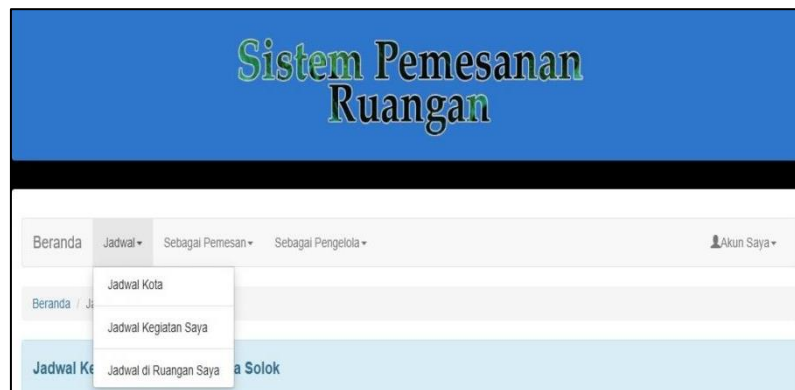 Sistem Pemesanan
Ruangan
Beranda Jadwal Sebagai Pemesan Sebagai Pengelola Akun Saya
Jadwal Kota
Beranda /
Jadwal Kegiatan Saya
Jadwal di Ruangan Saya
Jadwal Solok